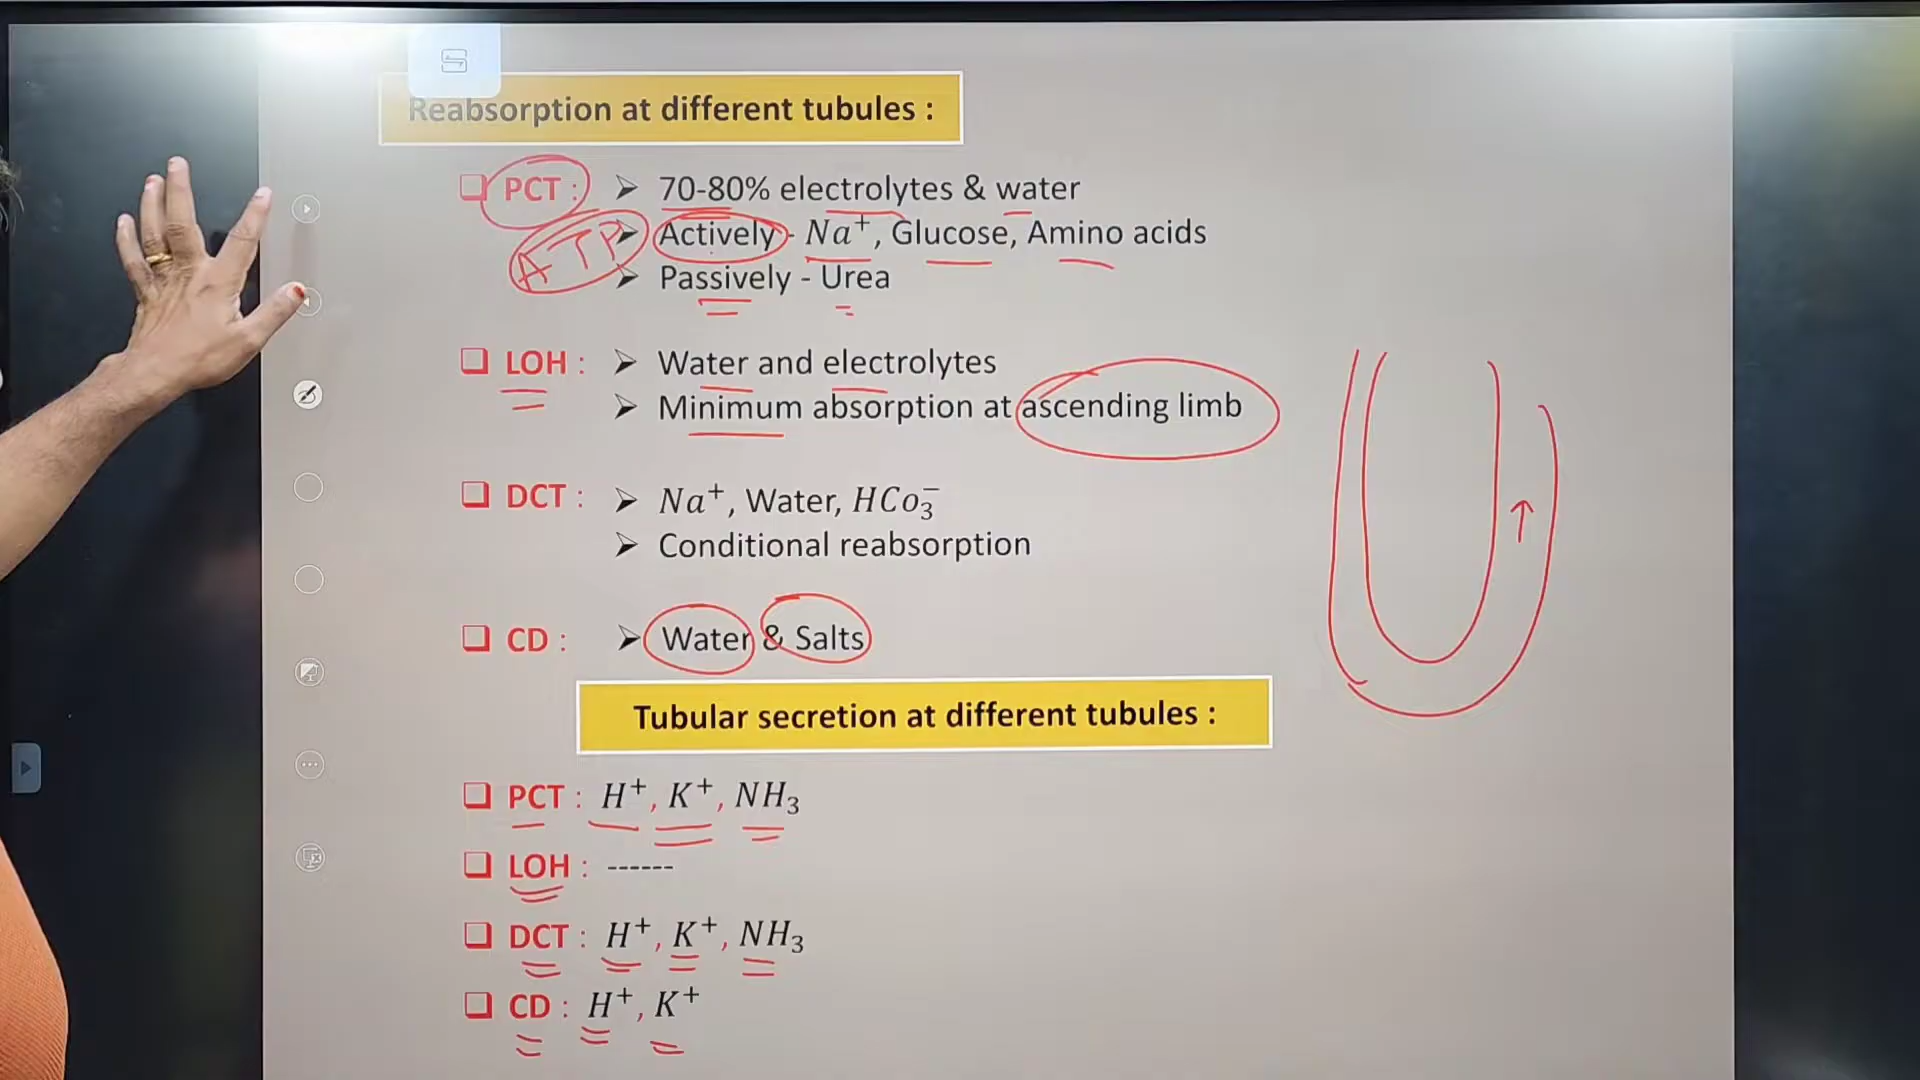 Reabsorption at different tubules :
❑ PCT : ➢ 70-80% electrolytes & water
ATP ➢ Actively - Na⁺, Glucose, Amino acids
➢ Passively - Urea
❑ LOH : ➢ Water and electrolytes
➢ Minimum absorption at ascending limb
❑ DCT : ➢ Na⁺, Water, HCo₃⁻
➢ Conditional reabsorption
❑ CD : ➢ Water & Salts
Tubular secretion at different tubules :
❑ PCT : H⁺, K⁺, NH₃
❑ LOH : ------
❑ DCT : H⁺, K⁺, NH₃
❑ CD : H⁺, K⁺